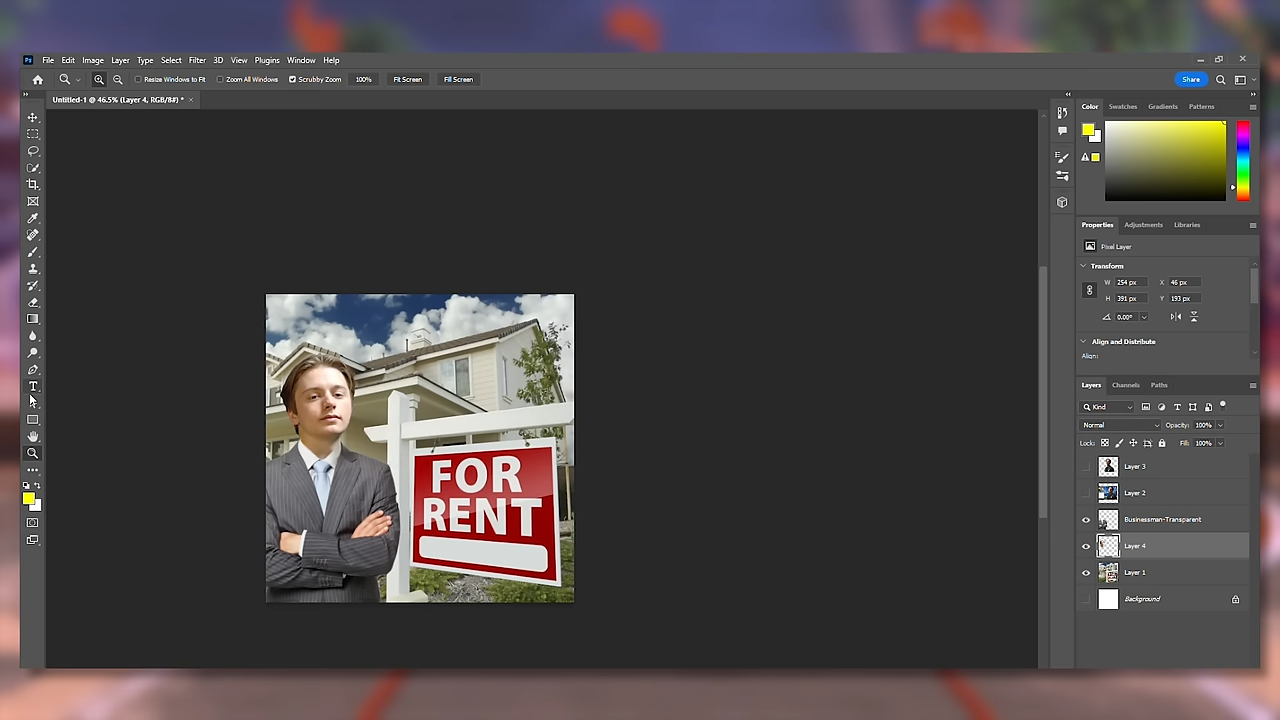 Ps File Edit Image Layer Type Select Filter 3D View Plugins Window Help
Resize Windows to Fit Zoom All Windows Scrubby Zoom 100% Fit Screen Fill Screen Share
Untitled-1 @ 46.5% (Layer 4, RGB/8#) * ×
Color Swatches Gradients Patterns
Properties Adjustments Libraries
Pixel Layer
Transform
W 254 px X 46 px
H 391 px Y 193 px
0.00°
Align and Distribute
Align:
Layers Channels Paths
Kind
Normal Opacity: 100%
Lock: Fill: 100%
Layer 3
Layer 2
Businessman-Transparent
Layer 4
Layer 1
Background
FOR
RENT